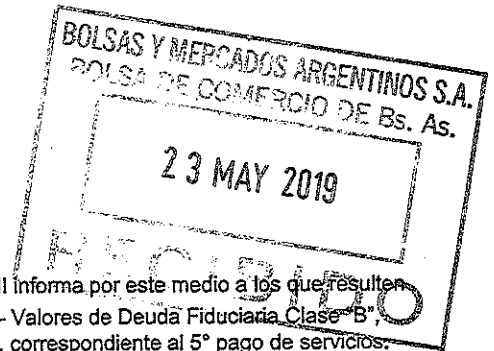 BOLSAS Y MERCADOS ARGENTINOS S.A.
BOLSA DE COMERCIO DE Bs. As.
23 MAY 2019
RECIBIDO
II informa por este medio a los que resulten
- Valores de Deuda Fiduciaria Clase "B",
. correspondiente al 5° pago de servicios: